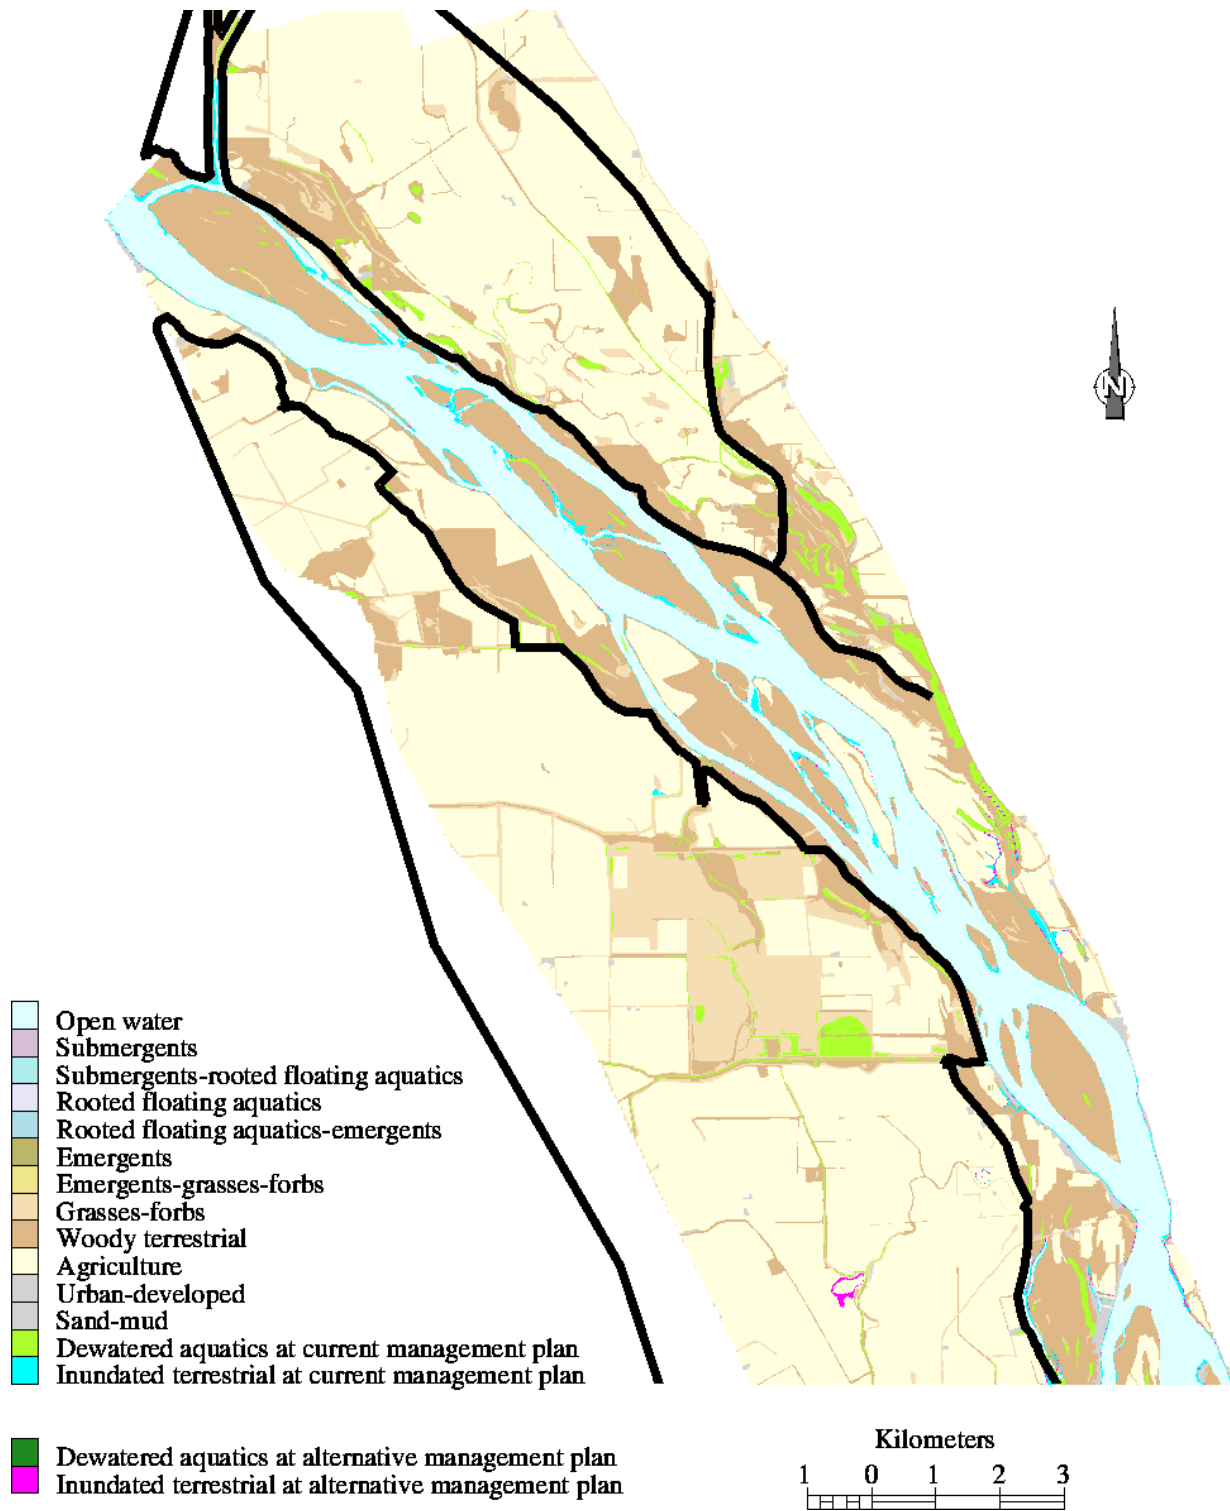 N
Open water
Submergents
Submergents-rooted floating aquatics
Rooted floating aquatics
Rooted floating aquatics-emergents
Emergents
Emergents-grasses-forbs
Grasses-forbs
Woody terrestrial
Agriculture
Urban-developed
Sand-mud
Dewatered aquatics at current management plan
Inundated terrestrial at current management plan
Dewatered aquatics at alternative management plan
Inundated terrestrial at alternative management plan
Kilometers
1 0 1 2 3